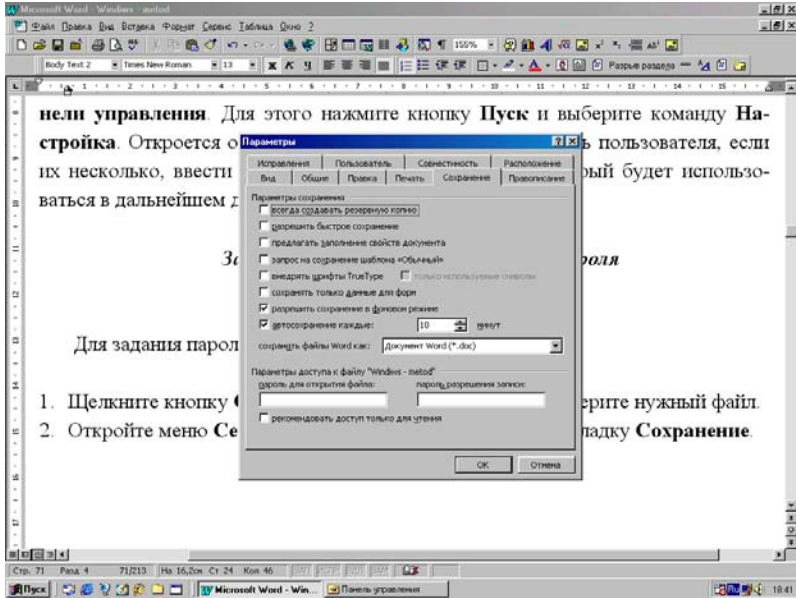 Microsoft Word - Windiws - metod
Файл Правка Вид Вставка Формат Сервис Таблица Окно ?
155%
Body Text 2 Times New Roman 13 Ж К Ч Разрыв раздела
нели управления. Для этого нажмите кнопку Пуск и выберите команду На-
стройка. Откроется о
ь пользователя, если
их несколько, ввести
рый будет использо-
ваться в дальнейшем д
За
роля
Для задания парол
1. Щелкните кнопку
ерите нужный файл.
2. Откройте меню Се
ладку Сохранение.
Параметры
Исправления Пользователь Совместимость Расположение
Вид Общие Правка Печать Сохранение Правописание
Параметры сохранения
всегда создавать резервную копию
разрешить быстрое сохранение
предлагать заполнение свойств документа
запрос на сохранение шаблона «Обычный»
внедрять шрифты TrueType только используемые символы
сохранять только данные для форм
разрешить сохранение в фоновом режиме
автосохранение каждые: 10 минут
сохранять файлы Word как: Документ Word (*.doc)
Параметры доступа к файлу "Windiws - metod"
пароль для открытия файла: пароль разрешения записи:
рекомендовать доступ только для чтения
ОК Отмена
Стр. 71 Разд 4 71/213 На 16,2см Ст 24 Кол 46
Пуск Microsoft Word - Win... Панель управления Ru 18:41